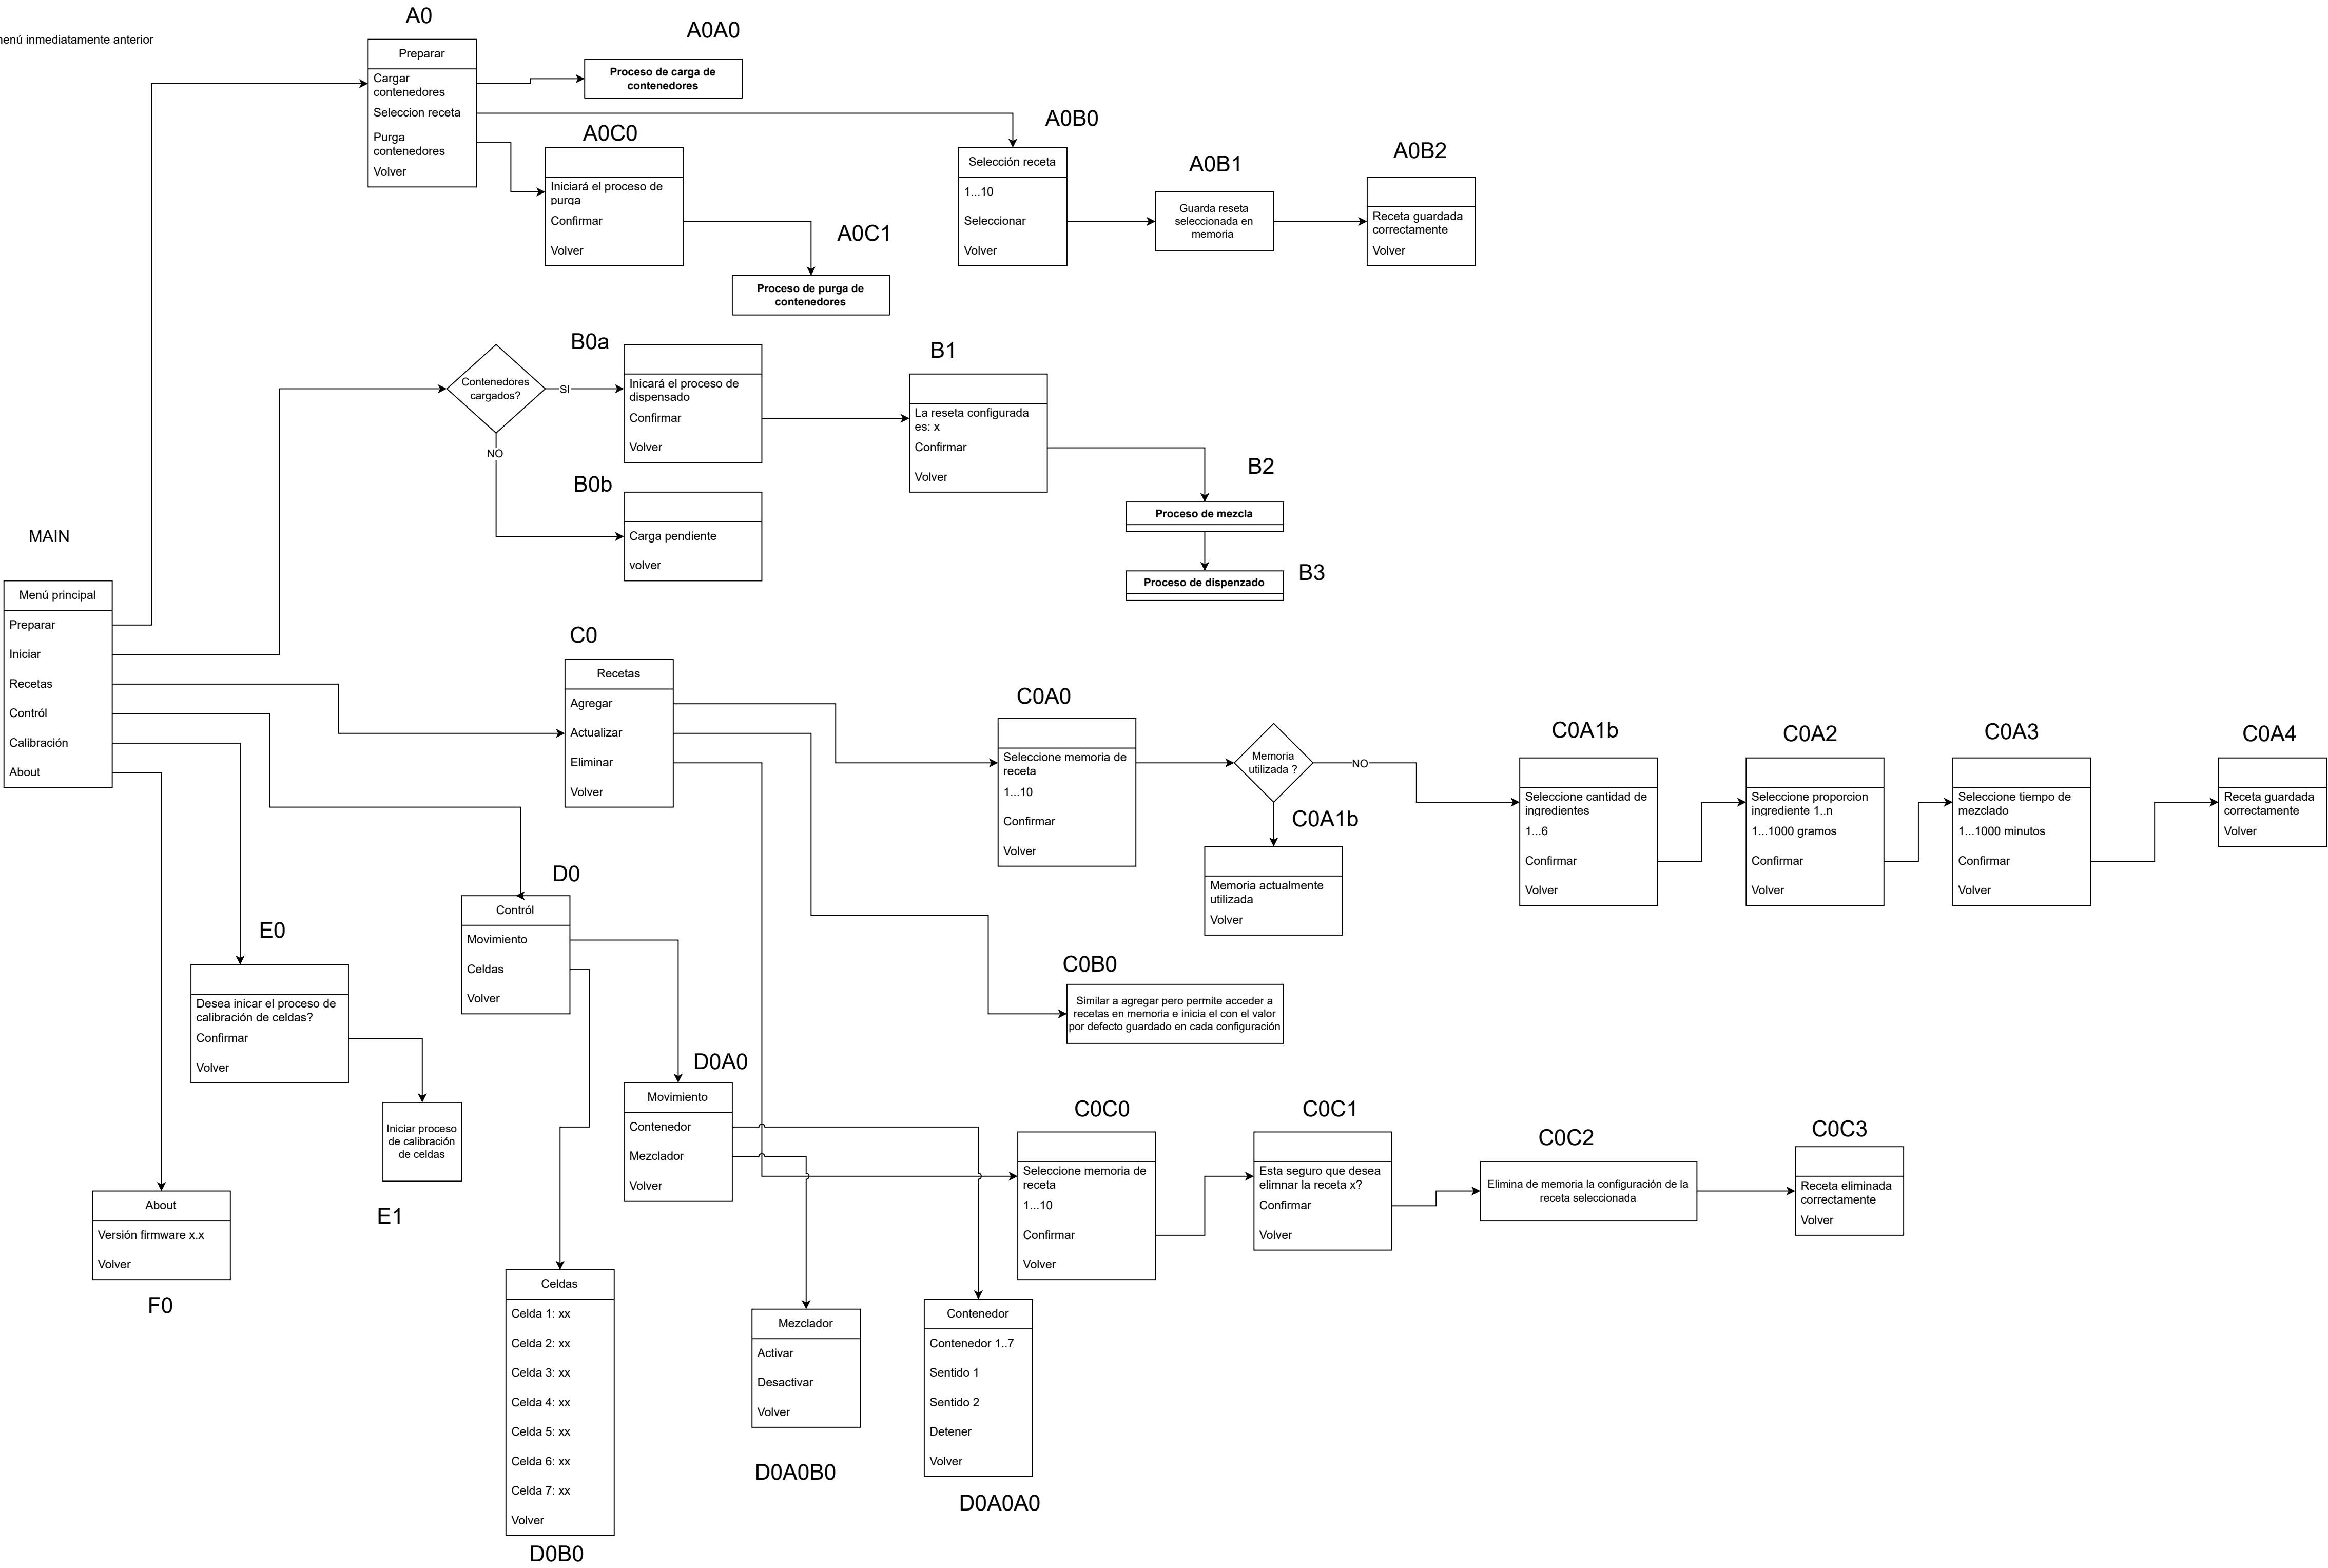 menú inmediatamente anterior
A0
Preparar
Cargar
contenedores
Seleccion receta
Purga
contenedores
Volver
A0A0
Proceso de carga de
contenedores
A0C0
Iniciará el proceso de
purga
Confirmar
Volver
A0C1
Proceso de purga de
contenedores
A0B0
Selección receta
1...10
Seleccionar
Volver
A0B1
Guarda reseta
seleccionada en
memoria
A0B2
Receta guardada
correctamente
Volver
Contenedores
cargados?
SI
NO
B0a
Inicará el proceso de
dispensado
Confirmar
Volver
B0b
Carga pendiente
volver
B1
La reseta configurada
es: x
Confirmar
Volver
B2
Proceso de mezcla
B3
Proceso de dispenzado
MAIN
Menú principal
Preparar
Iniciar
Recetas
Contról
Calibración
About
C0
Recetas
Agregar
Actualizar
Eliminar
Volver
C0A0
Seleccione memoria de
receta
1...10
Confirmar
Volver
Memoria
utilizada ?
NO
C0A1b
Memoria actualmente
utilizada
Volver
C0A1b
Seleccione cantidad de
ingredientes
1...6
Confirmar
Volver
C0A2
Seleccione proporcion
ingrediente 1..n
1...1000 gramos
Confirmar
Volver
C0A3
Seleccione tiempo de
mezclado
1...1000 minutos
Confirmar
Volver
C0A4
Receta guardada
correctamente
Volver
C0B0
Similar a agregar pero permite acceder a
recetas en memoria e inicia el con el valor
por defecto guardado en cada configuración
D0
Contról
Movimiento
Celdas
Volver
E0
Desea inicar el proceso de
calibración de celdas?
Confirmar
Volver
Iniciar proceso
de calibración
de celdas
E1
About
Versión firmware x.x
Volver
F0
D0A0
Movimiento
Contenedor
Mezclador
Volver
C0C0
Seleccione memoria de
receta
1...10
Confirmar
Volver
C0C1
Esta seguro que desea
elimnar la receta x?
Confirmar
Volver
C0C2
Elimina de memoria la configuración de la
receta seleccionada
C0C3
Receta eliminada
correctamente
Volver
Celdas
Celda 1: xx
Celda 2: xx
Celda 3: xx
Celda 4: xx
Celda 5: xx
Celda 6: xx
Celda 7: xx
Volver
D0B0
Mezclador
Activar
Desactivar
Volver
D0A0B0
Contenedor
Contenedor 1..7
Sentido 1
Sentido 2
Detener
Volver
D0A0A0